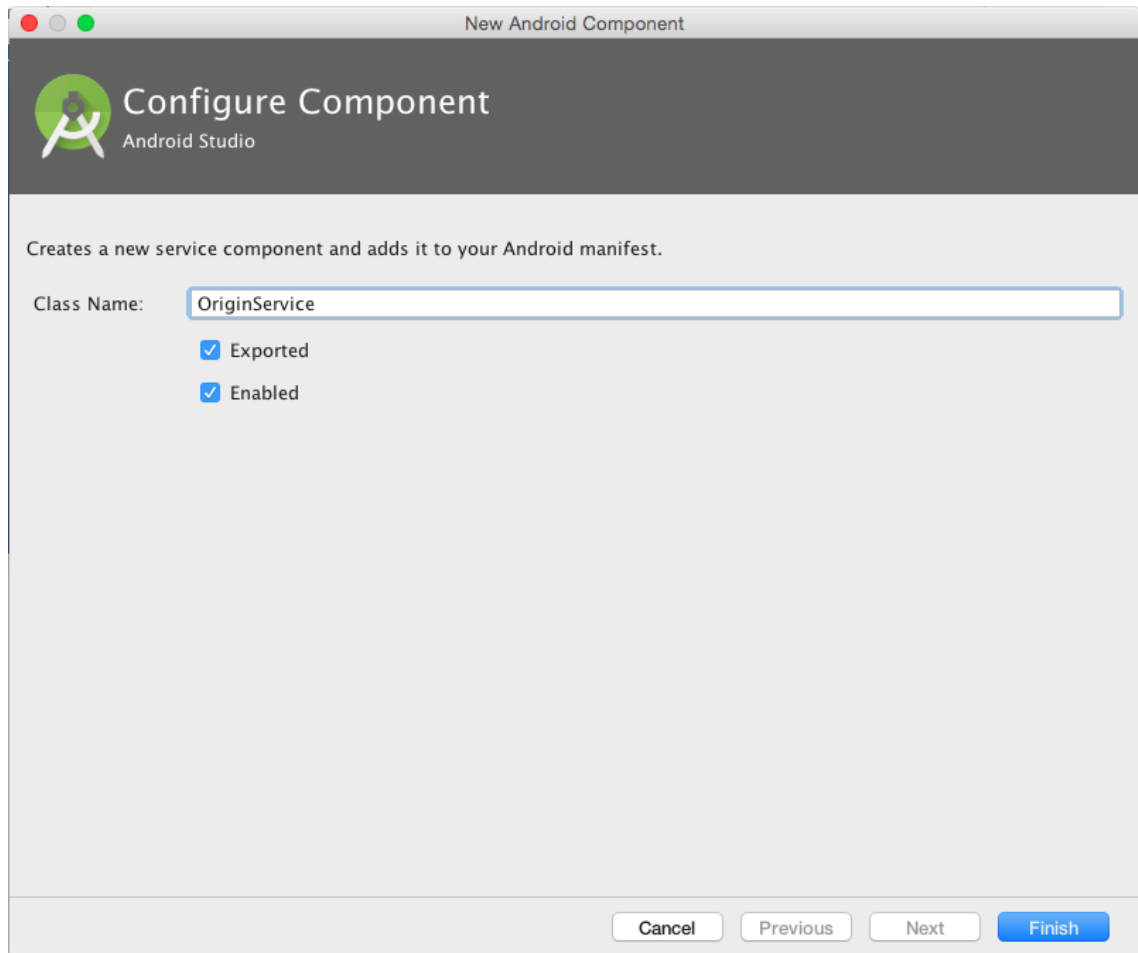 New Android Component
Configure Component
Android Studio
Creates a new service component and adds it to your Android manifest.
Class Name: OriginService
Exported
Enabled
Cancel Previous Next Finish